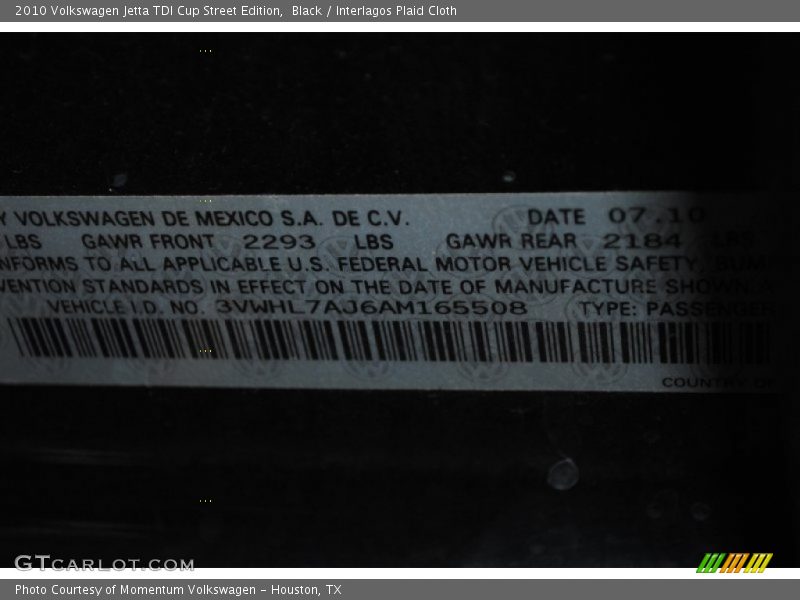 2010 Volkswagen Jetta TDI Cup Street Edition,  Black / Interlagos Plaid Cloth
Y VOLKSWAGEN DE MEXICO S.A. DE C.V. DATE 07.10
LBS GAWR FRONT 2293 LBS GAWR REAR 2184 LBS
NFORMS TO ALL APPLICABLE U.S. FEDERAL MOTOR VEHICLE SAFETY, BUM
VENTION STANDARDS IN EFFECT ON THE DATE OF MANUFACTURE SHOWN A
VEHICLE I.D. NO. 3VWHL7AJ6AM165508 TYPE: PASSENGER
COUNTRY OF
GTCARLOT.COM
Photo Courtesy of Momentum Volkswagen - Houston, TX